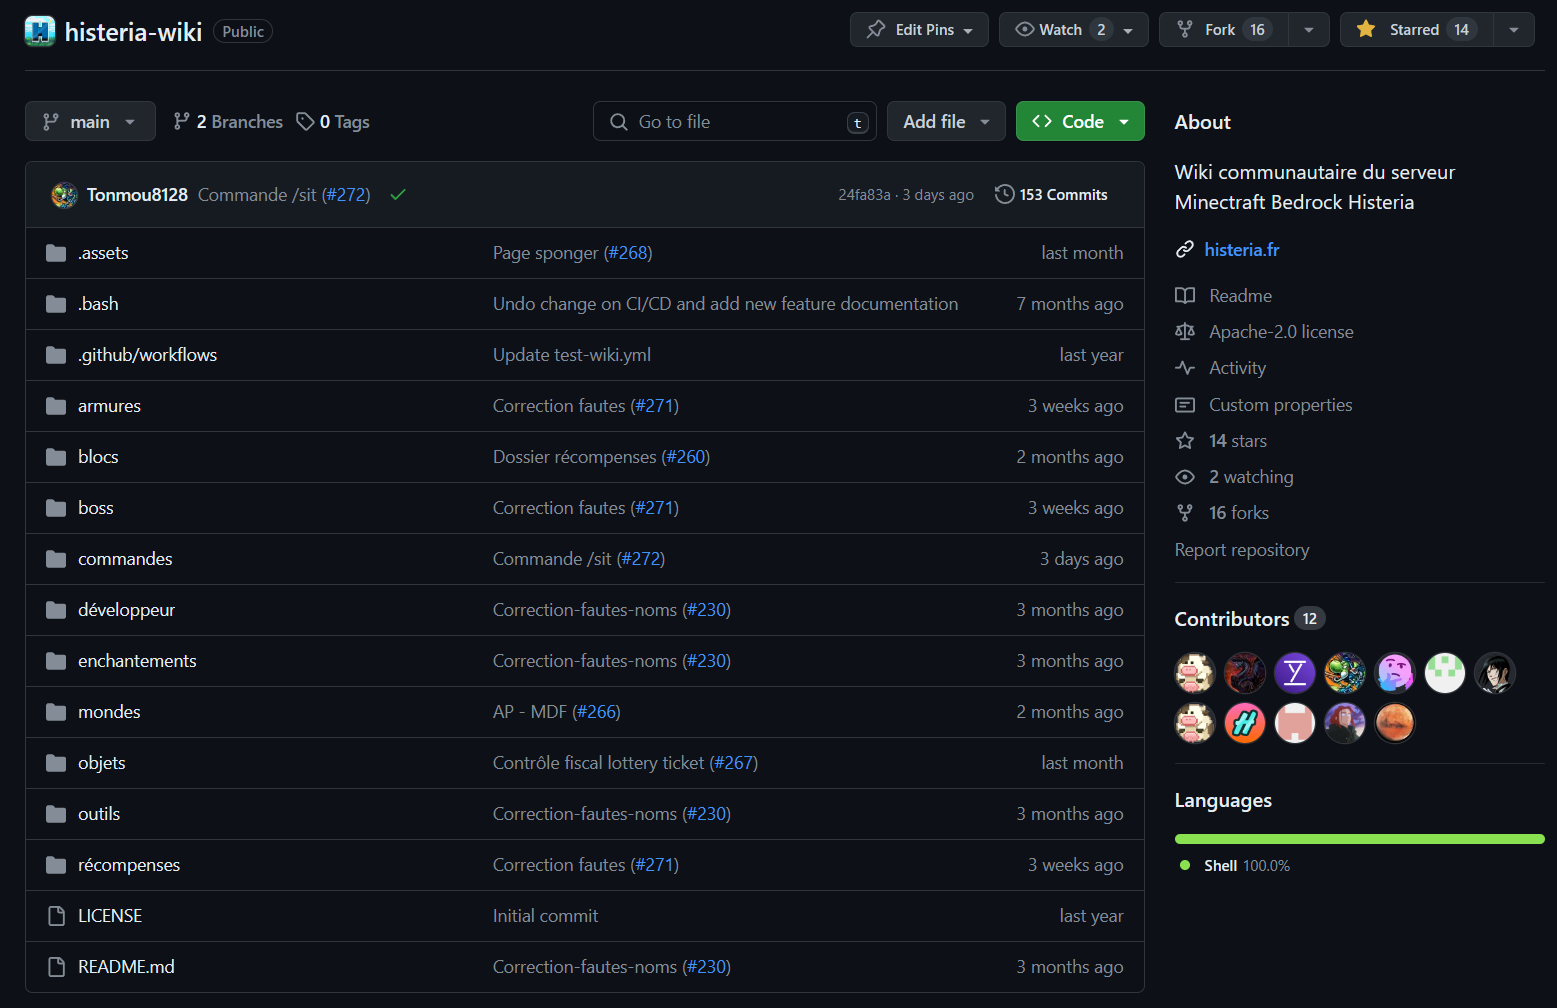 histeria-wiki Public Edit Pins Watch 2 Fork 16 Starred 14
main 2 Branches 0 Tags Go to file t Add file Code
Tonmou8128 Commande /sit (#272) 24fa83a · 3 days ago 153 Commits
.assets Page sponger (#268) last month
.bash Undo change on CI/CD and add new feature documentation 7 months ago
.github/workflows Update test-wiki.yml last year
armures Correction fautes (#271) 3 weeks ago
blocs Dossier récompenses (#260) 2 months ago
boss Correction fautes (#271) 3 weeks ago
commandes Commande /sit (#272) 3 days ago
développeur Correction-fautes-noms (#230) 3 months ago
enchantements Correction-fautes-noms (#230) 3 months ago
mondes AP - MDF (#266) 2 months ago
objets Contrôle fiscal lottery ticket (#267) last month
outils Correction-fautes-noms (#230) 3 months ago
récompenses Correction fautes (#271) 3 weeks ago
LICENSE Initial commit last year
README.md Correction-fautes-noms (#230) 3 months ago
About
Wiki communautaire du serveur
Minectraft Bedrock Histeria
histeria.fr
Readme
Apache-2.0 license
Activity
Custom properties
14 stars
2 watching
16 forks
Report repository
Contributors 12
Languages
Shell 100.0%